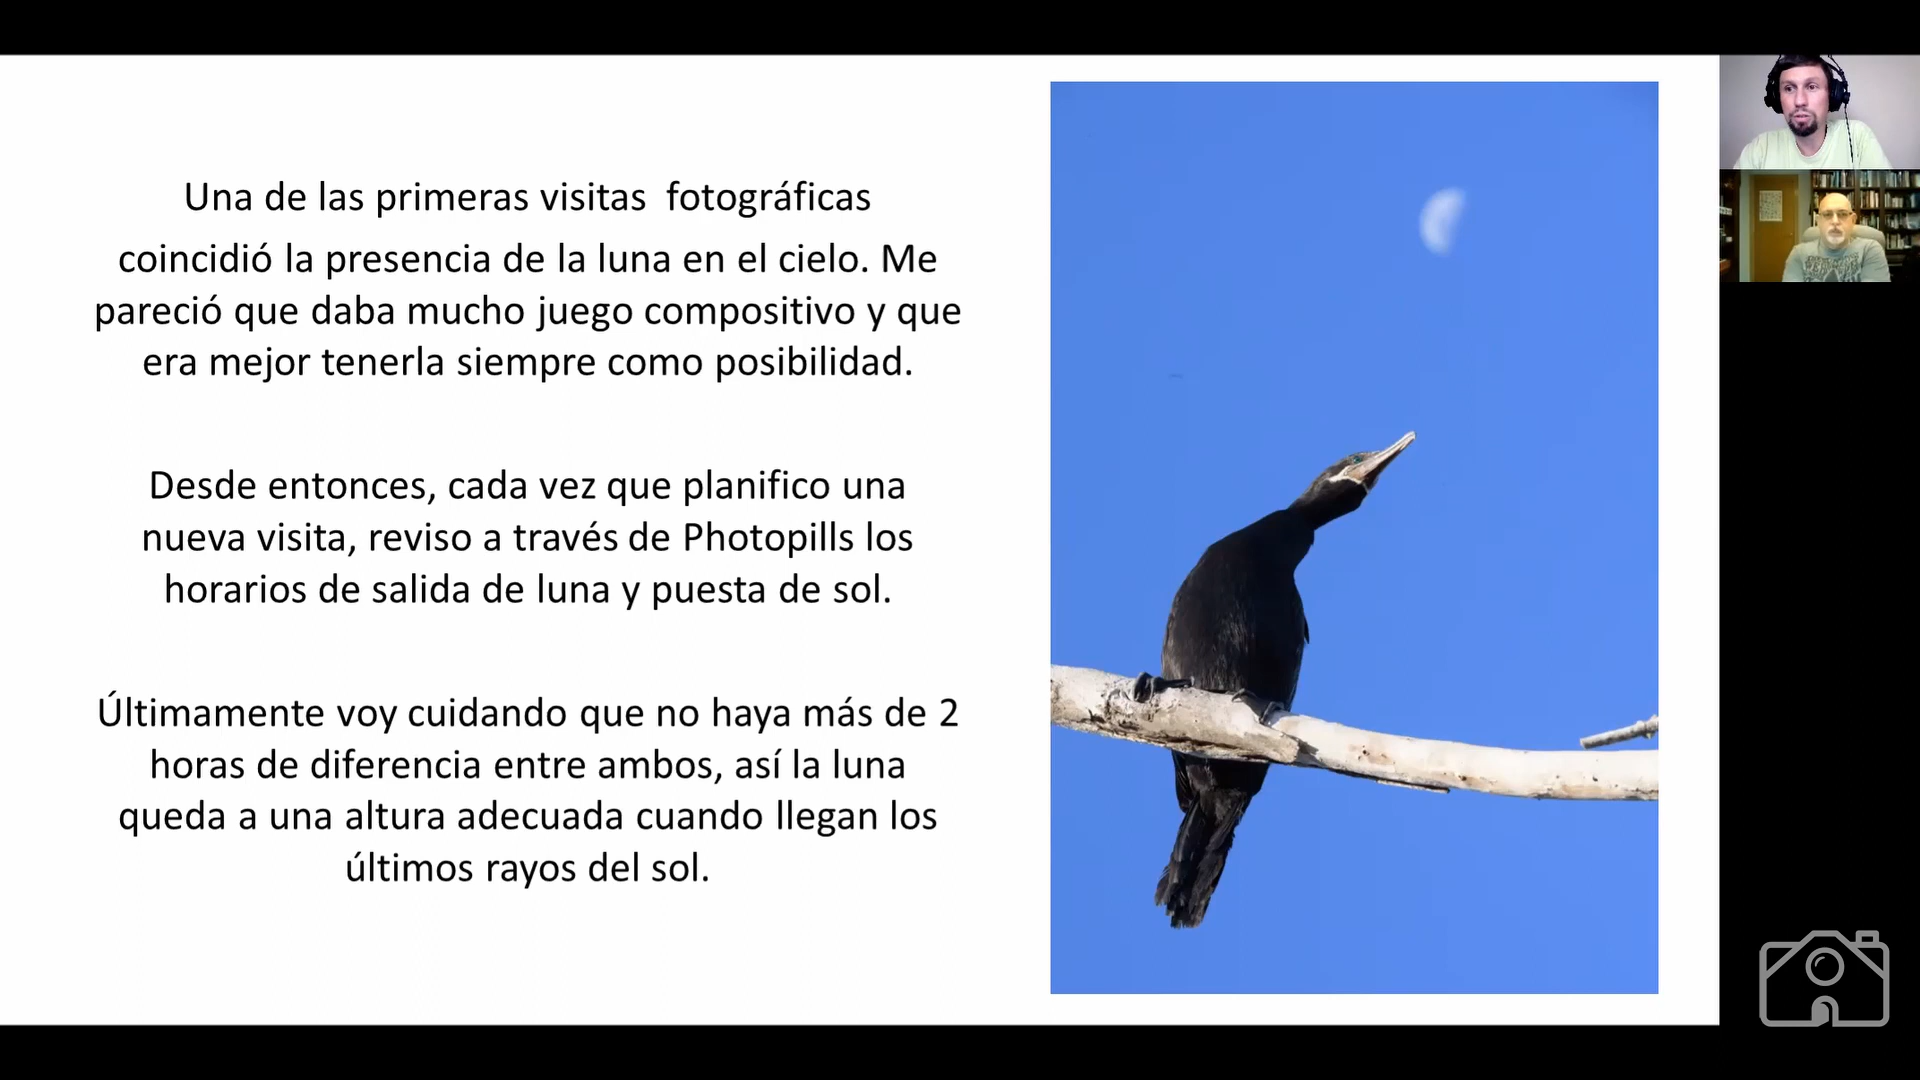 Una de las primeras visitas  fotográficas
coincidió la presencia de la luna en el cielo. Me
pareció que daba mucho juego compositivo y que
era mejor tenerla siempre como posibilidad.
Desde entonces, cada vez que planifico una
nueva visita, reviso a través de Photopills los
horarios de salida de luna y puesta de sol.
Últimamente voy cuidando que no haya más de 2
horas de diferencia entre ambos, así la luna
queda a una altura adecuada cuando llegan los
últimos rayos del sol.